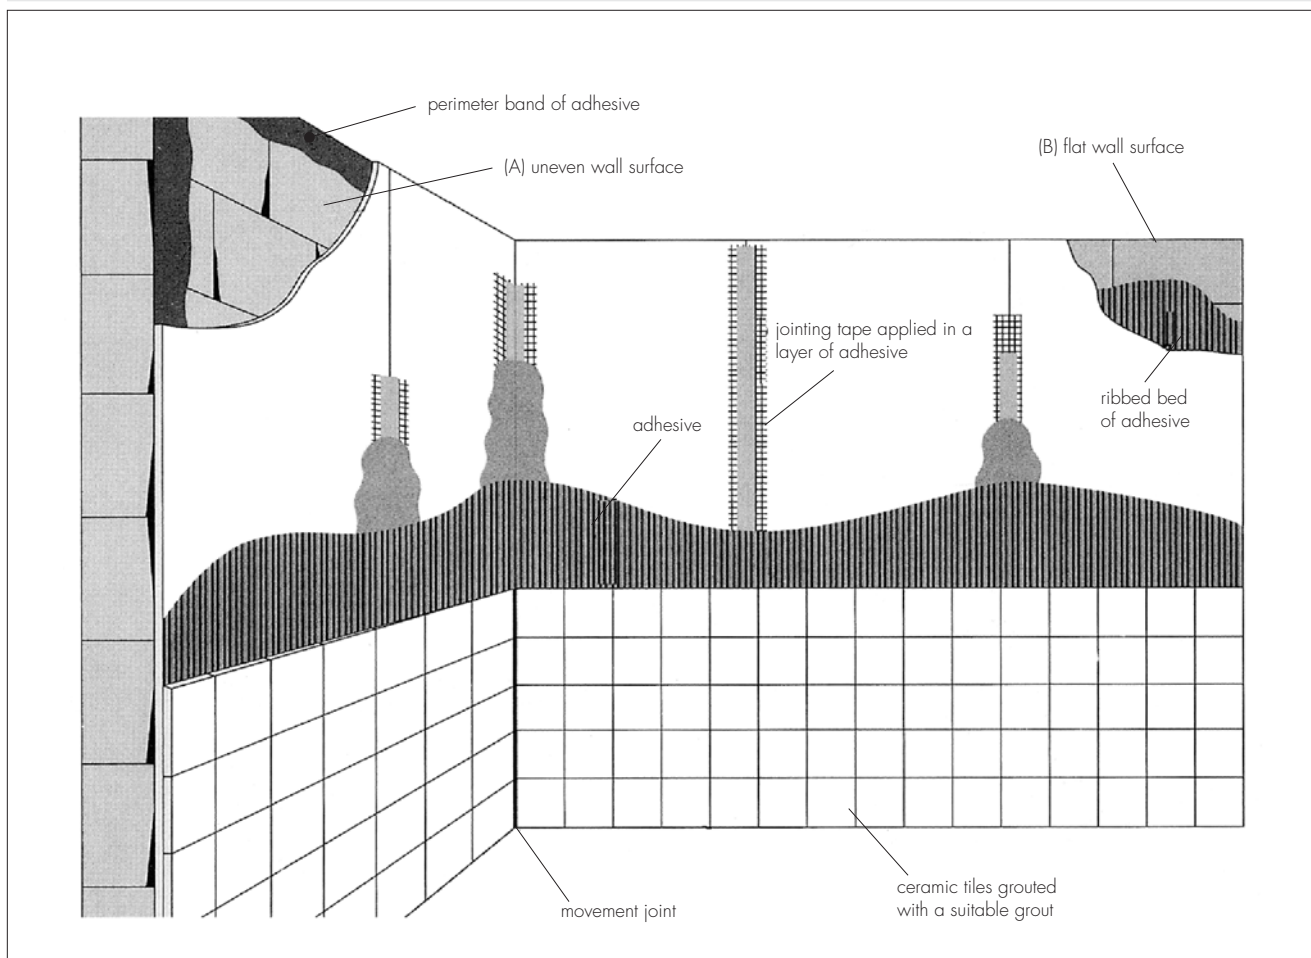 perimeter band of adhesive
(A) uneven wall surface
(B) flat wall surface
jointing tape applied in a
layer of adhesive
ribbed bed
of adhesive
adhesive
ceramic tiles grouted
with a suitable grout
movement joint